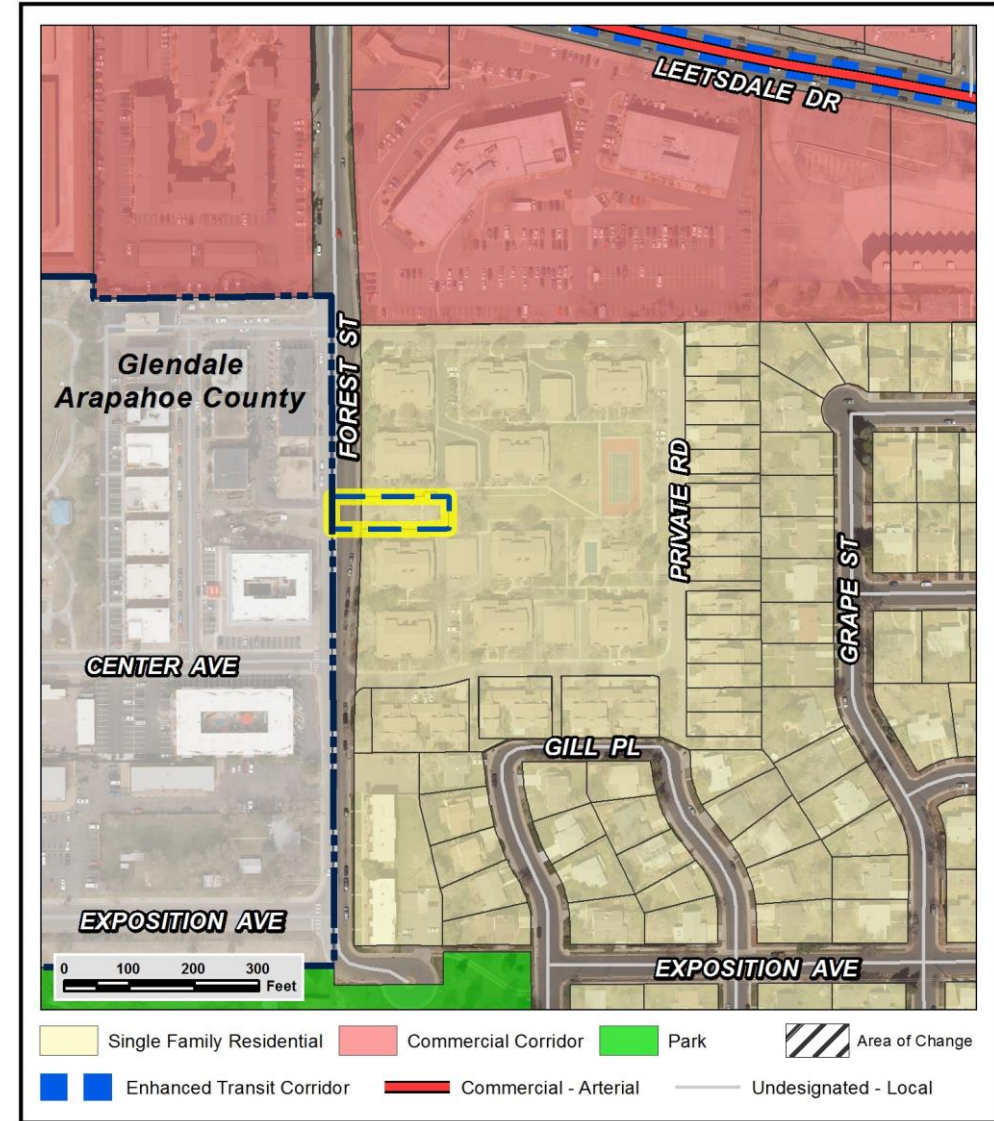 LEETSDALE DR
FOREST ST
Glendale
Arapahoe County
PRIVATE RD
GRAPE ST
CENTER AVE
GILL PL
EXPOSITION AVE
EXPOSITION AVE
0 100 200 300
Feet
Single Family Residential Commercial Corridor Park Area of Change
Enhanced Transit Corridor Commercial - Arterial Undesignated - Local